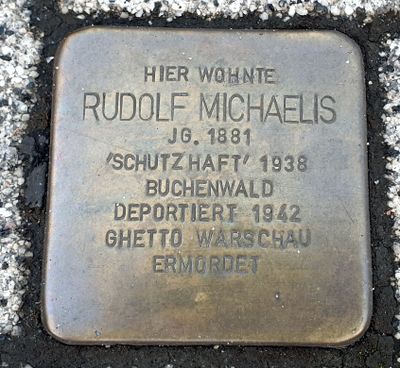 HIER WOHNTE
RUDOLF MICHAELIS
JG. 1881
'SCHUTZHAFT' 1938
BUCHENWALD
DEPORTIERT 1942
GHETTO WARSCHAU
ERMORDET